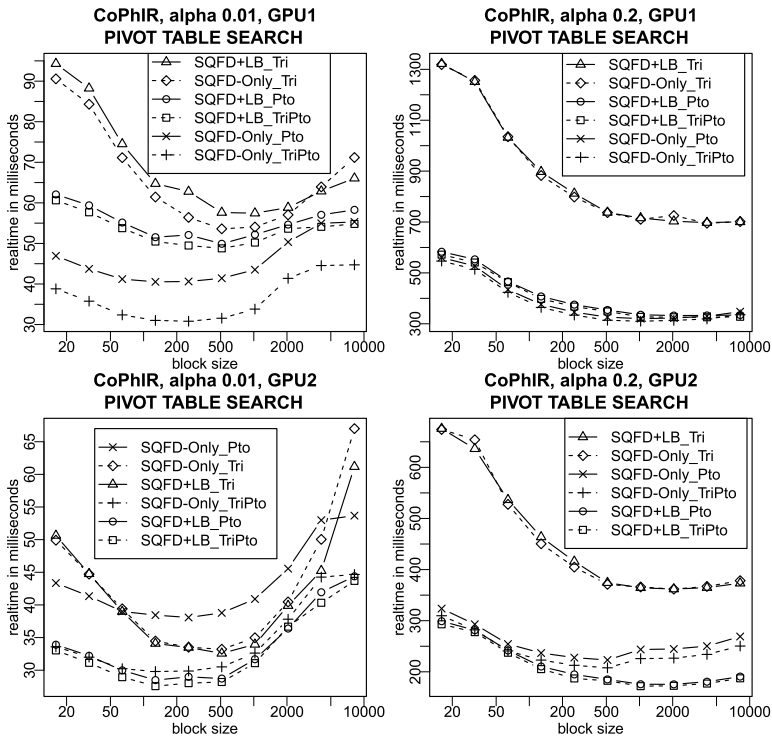 CoPhIR, alpha 0.01, GPU1
PIVOT TABLE SEARCH
SQFD+LB_Tri
SQFD-Only_Tri
SQFD+LB_Pto
SQFD+LB_TriPto
SQFD-Only_Pto
SQFD-Only_TriPto
realtime in milliseconds
30 40 50 60 70 80 90
20 50 200 500 2000 10000
block size
CoPhIR, alpha 0.2, GPU1
PIVOT TABLE SEARCH
SQFD+LB_Tri
SQFD-Only_Tri
SQFD+LB_Pto
SQFD+LB_TriPto
SQFD-Only_Pto
SQFD-Only_TriPto
realtime in milliseconds
300 500 700 900 1100 1300
20 50 200 500 2000 10000
block size
CoPhIR, alpha 0.01, GPU2
PIVOT TABLE SEARCH
SQFD-Only_Pto
SQFD-Only_Tri
SQFD+LB_Tri
SQFD-Only_TriPto
SQFD+LB_Pto
SQFD+LB_TriPto
realtime in milliseconds
30 35 40 45 50 55 60 65
20 50 200 500 2000 10000
block size
CoPhIR, alpha 0.2, GPU2
PIVOT TABLE SEARCH
SQFD+LB_Tri
SQFD-Only_Tri
SQFD-Only_Pto
SQFD-Only_TriPto
SQFD+LB_Pto
SQFD+LB_TriPto
realtime in milliseconds
200 300 400 500 600
20 50 200 500 2000 10000
block size